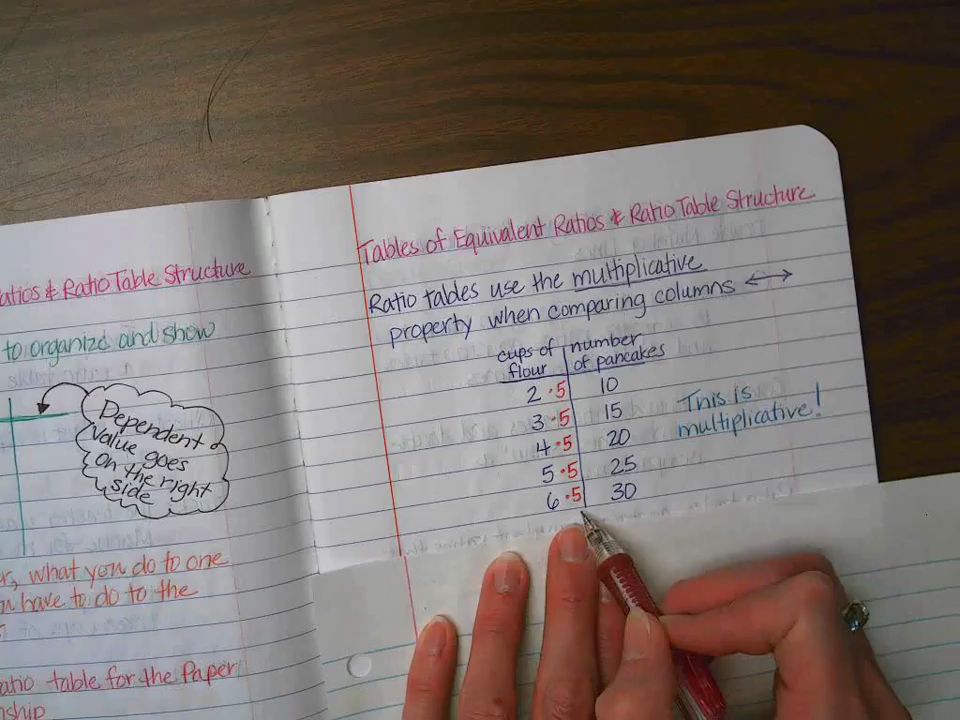 atios & Ratio Table Structure
to organize and show
Dependent
value goes
on the right
side
er, what you do to one
have to do to the
atio table for the Paper
nship
Tables of Equivalent Ratios & Ratio Table Structure
Ratio tables use the multiplicative
property when comparing columns ↔
cups of flour | number of pancakes
2 ·5 | 10
3 ·5 | 15
4 ·5 | 20
5 ·5 | 25
6 ·5 | 30
This is
multiplicative!